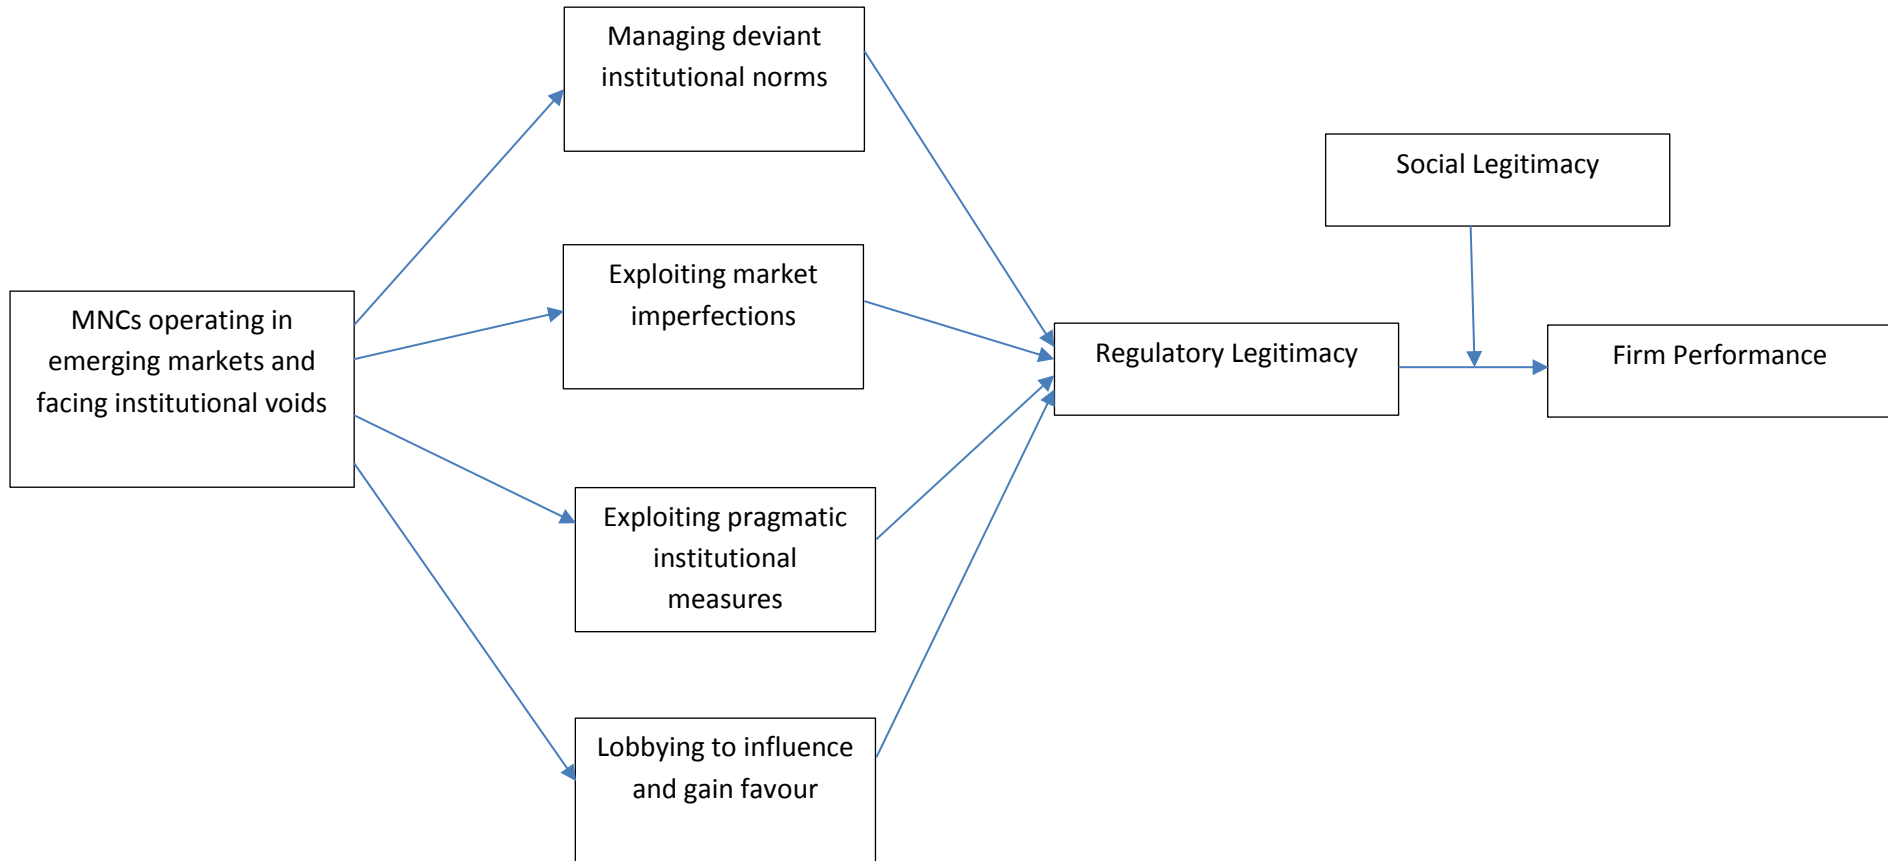 Managing deviant
institutional norms
Social Legitimacy
Exploiting market
imperfections
MNCs operating in
emerging markets and
facing institutional voids
Regulatory Legitimacy
Firm Performance
Exploiting pragmatic
institutional
measures
Lobbying to influence
and gain favour